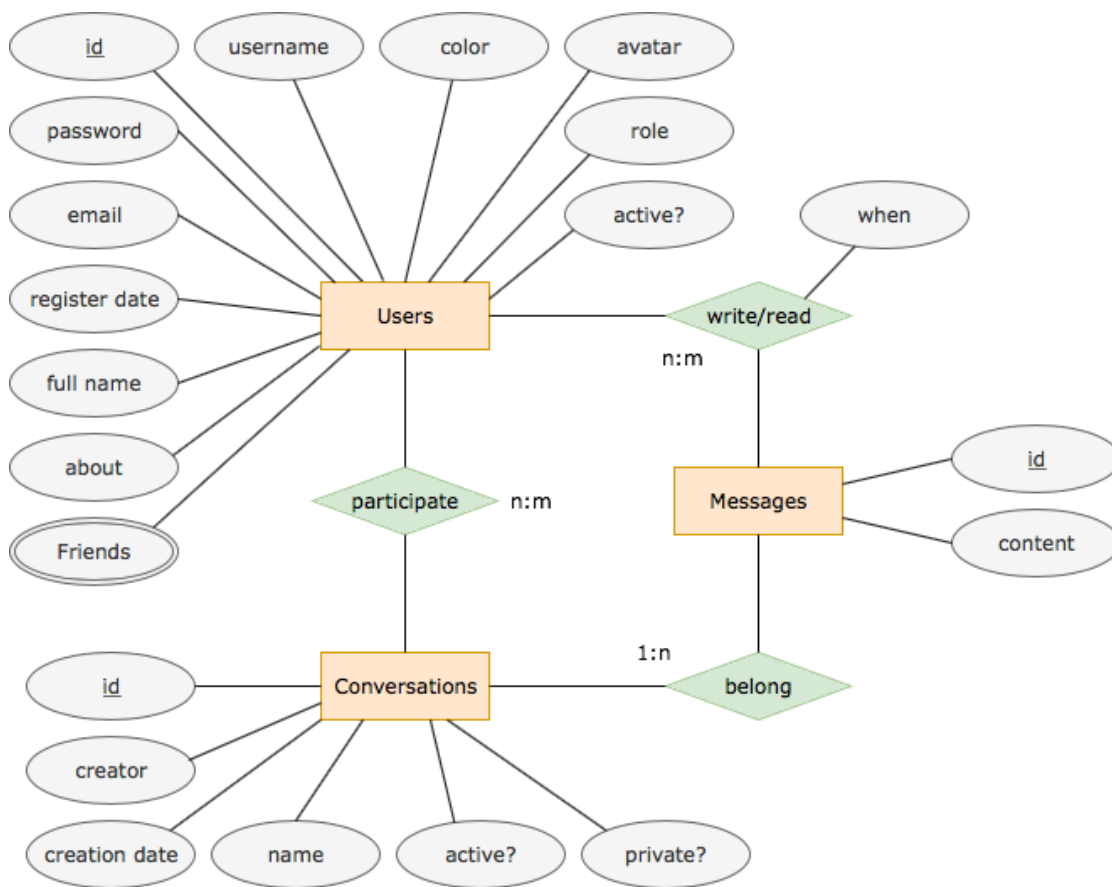 id
username
color
avatar
password
role
email
active?
when
register date
Users
write/read
n:m
full name
id
about
participate
n:m
Messages
content
Friends
1:n
id
Conversations
belong
creator
creation date
name
active?
private?